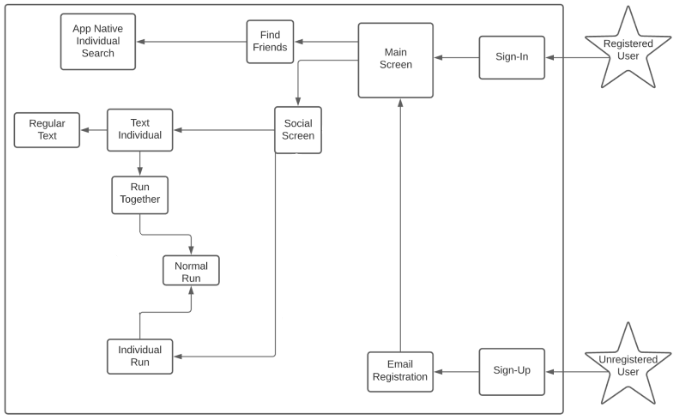 App Native
Individual
Search
Find
Friends
Main
Screen
Sign-In
Registered
User
Regular
Text
Text
Individual
Social
Screen
Run
Together
Normal
Run
Individual
Run
Email
Registration
Sign-Up
Unregistered
User